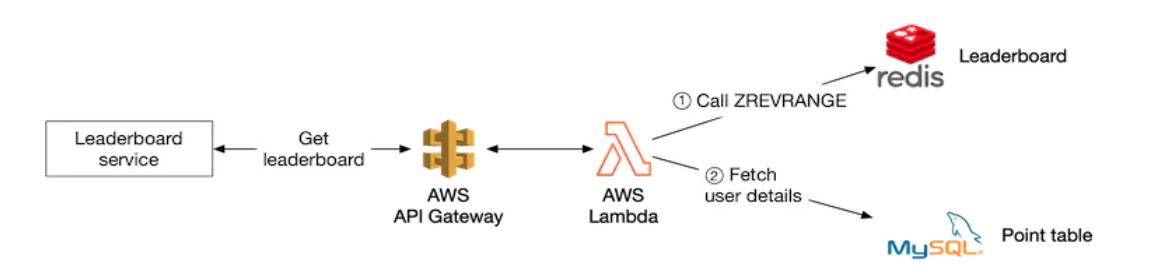 Leaderboard
service
Get
leaderboard
AWS
API Gateway
AWS
Lambda
① Call ZREVRANGE
② Fetch
user details
redis
Leaderboard
MySQL®
Point table